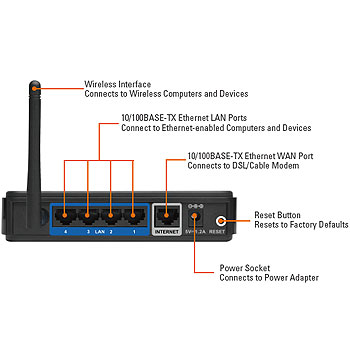 Wireless Interface
Connects to Wireless Computers and Devices
10/100BASE-TX Ethernet LAN Ports
Connect to Ethernet-enabled Computers and Devices
10/100BASE-TX Ethernet WAN Port
Connects to DSL/Cable Modem
Reset Button
Resets to Factory Defaults
4 3 LAN 2 1
INTERNET
5V⎓1.2A
RESET
Power Socket
Connects to Power Adapter